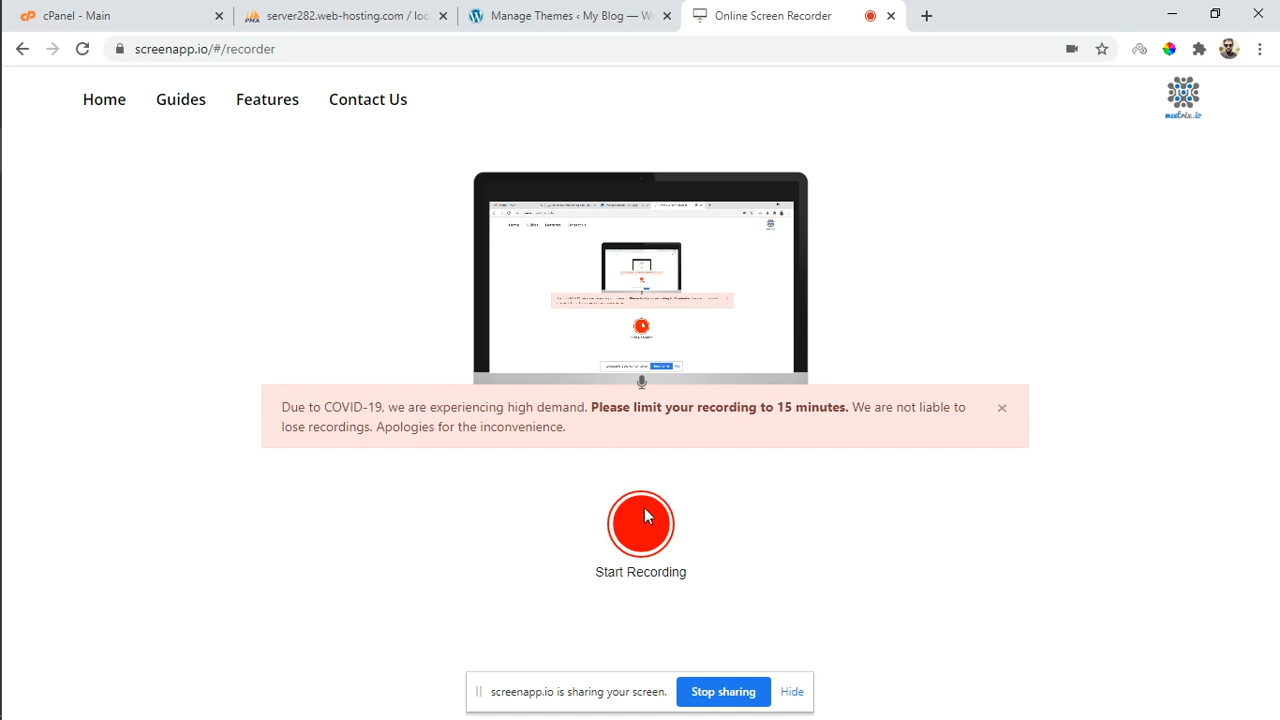 cPanel - Main
server282.web-hosting.com / loc
Manage Themes ‹ My Blog — Wo
Online Screen Recorder
screenapp.io/#/recorder
Home Guides Features Contact Us
meetrix.io
Due to COVID-19, we are experiencing high demand. Please limit your recording to 15 minutes. We are not liable to
lose recordings. Apologies for the inconvenience.
Start Recording
screenapp.io is sharing your screen. Stop sharing Hide